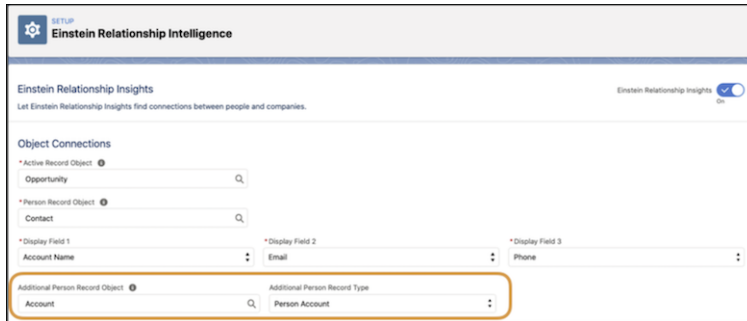 SETUP
Einstein Relationship Intelligence
Einstein Relationship Insights
Let Einstein Relationship Insights find connections between people and companies.
Einstein Relationship Insights
On
Object Connections
* Active Record Object
Opportunity
* Person Record Object
Contact
* Display Field 1
* Display Field 2
* Display Field 3
Account Name
Email
Phone
Additional Person Record Object
Additional Person Record Type
Account
Person Account